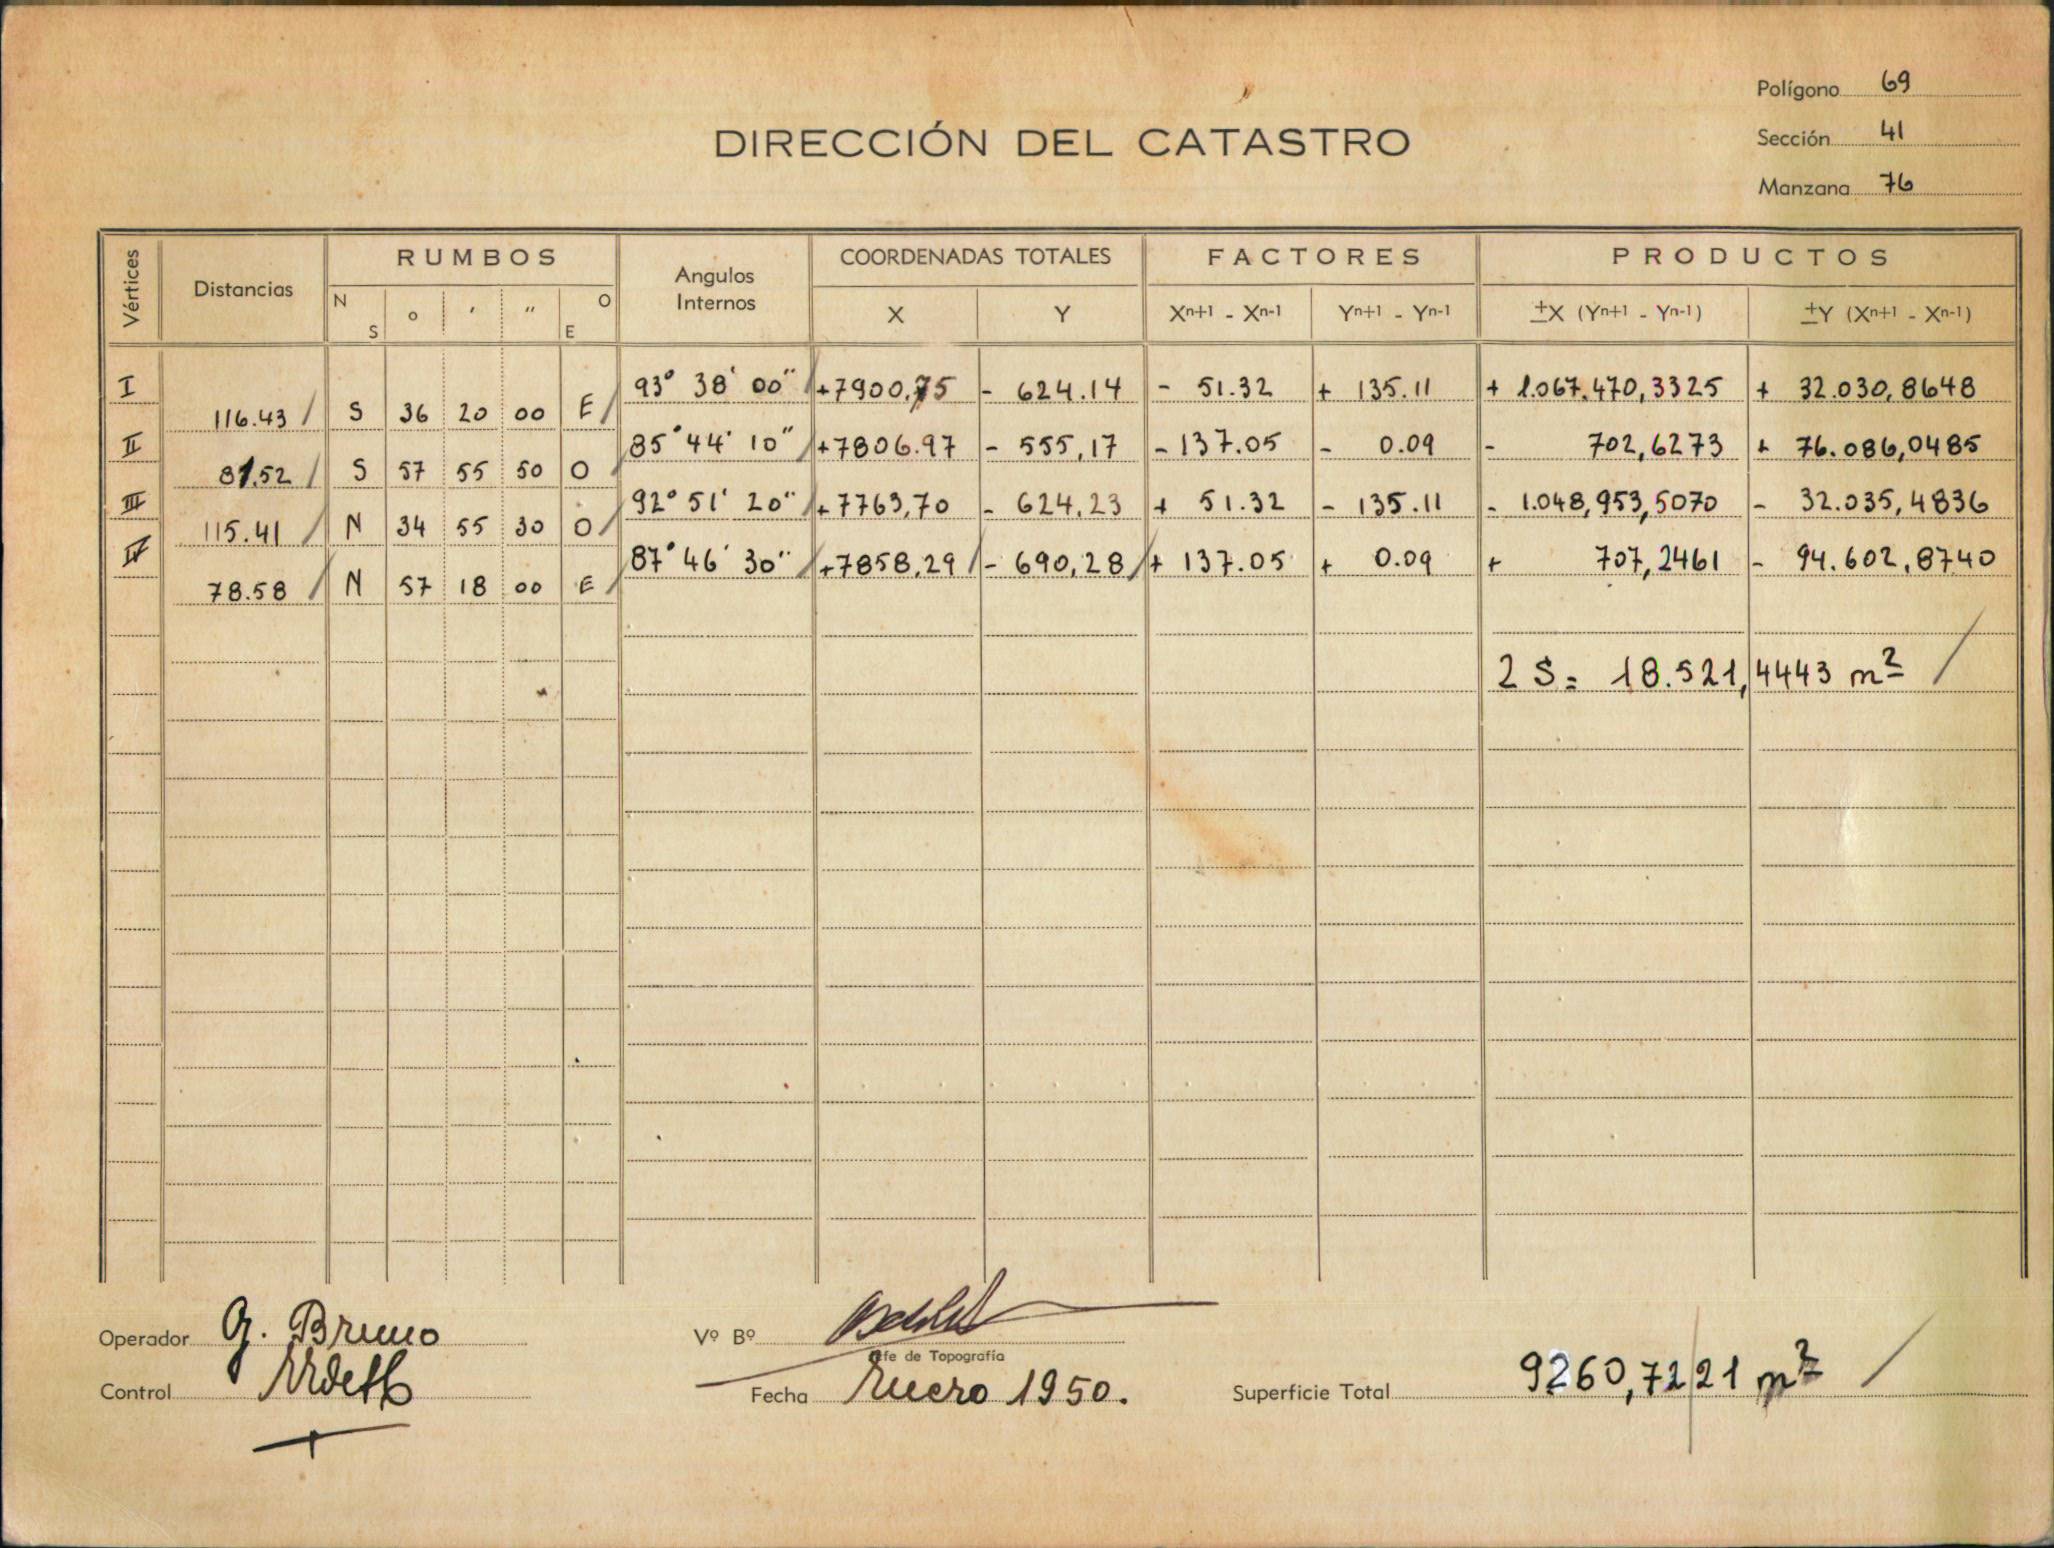 Polígono 69
DIRECCIÓN DEL CATASTRO
Sección 41
Manzana 76
Vértices Distancias RUMBOS Angulos Internos COORDENADAS TOTALES FACTORES PRODUCTOS
N S ° ' " O E X Y Xn+1 - Xn-1 Yn+1 - Yn-1 ±X (Yn+1 - Yn-1) ±Y (Xn+1 - Xn-1)
I 93° 38' 00" +7900,75 - 624.14 - 51.32 + 135.11 + 1.067.470,3325 + 32.030,8648
116.43 S 36 20 00 E
II 85° 44' 10" +7806.97 - 555,17 - 137.05 - 0.09 - 702,6273 + 76.086,0485
81.52 S 57 55 50 O
III 92° 51' 20" +7763,70 - 624,23 + 51.32 - 135.11 - 1.048,953,5070 - 32.035,4836
115.41 N 34 55 30 O
IV 87° 46' 30" +7858,29 - 690,28 + 137.05 + 0.09 + 707,2461 - 94.602,8740
78.58 N 57 18 00 E
2 S = 18.521,4443 m²
Operador G. Bruno
Vº Bº
Jefe de Topografía
Control
Fecha Enero 1950.
Superficie Total 9260,7221 m²